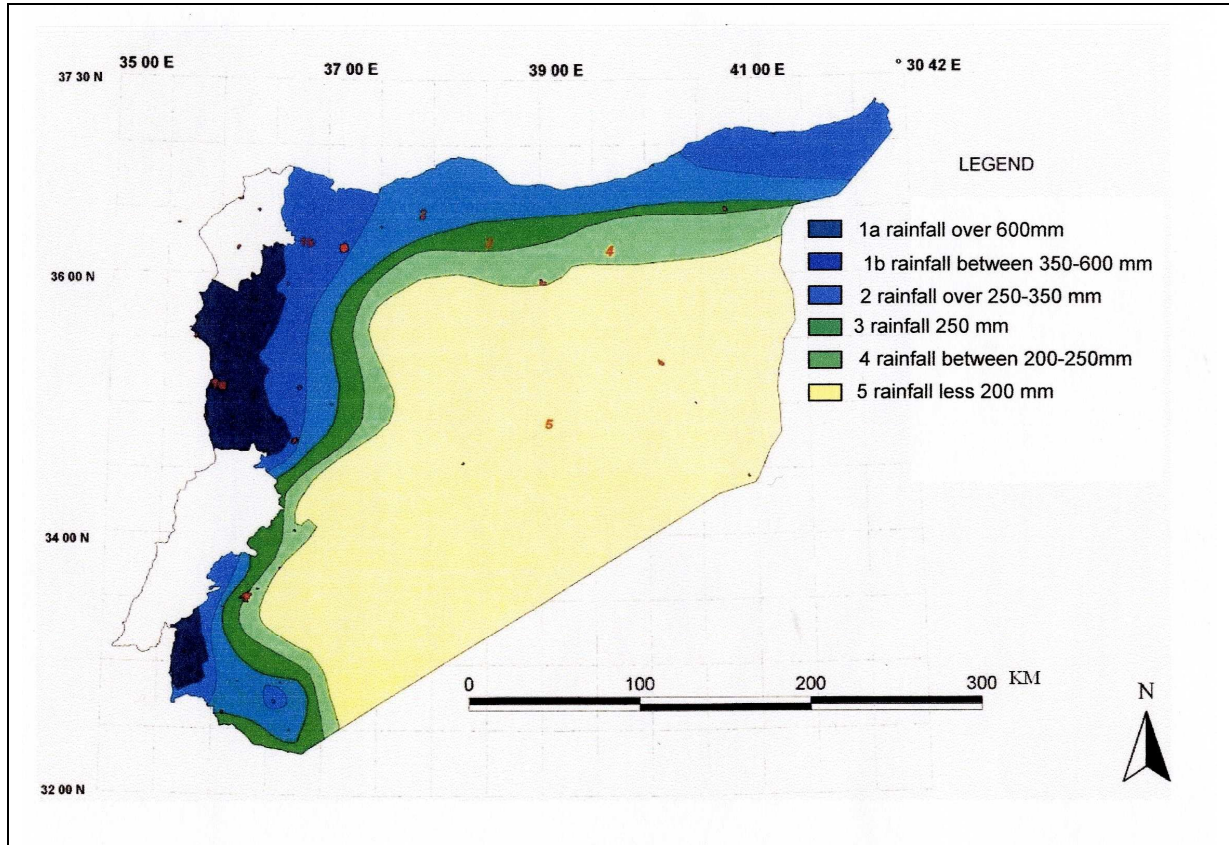 35 00 E
37 00 E
39 00 E
41 00 E
° 30 42 E
37 30 N
36 00 N
34 00 N
32 00 N
LEGEND
1a rainfall over 600mm
1b rainfall between 350-600 mm
2 rainfall over 250-350 mm
3 rainfall 250 mm
4 rainfall between 200-250mm
5 rainfall less 200 mm
1b
2
4
5
0 100 200 300 KM
N